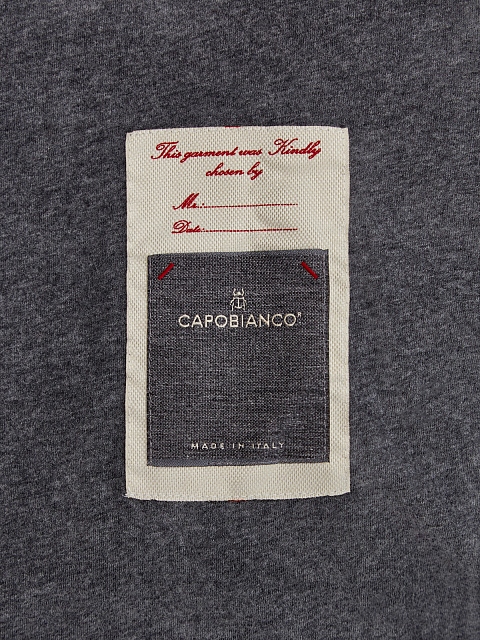 This garment was Kindly
chosen by
Mr.:
Date:
CAPOBIANCO®
MADE IN ITALY